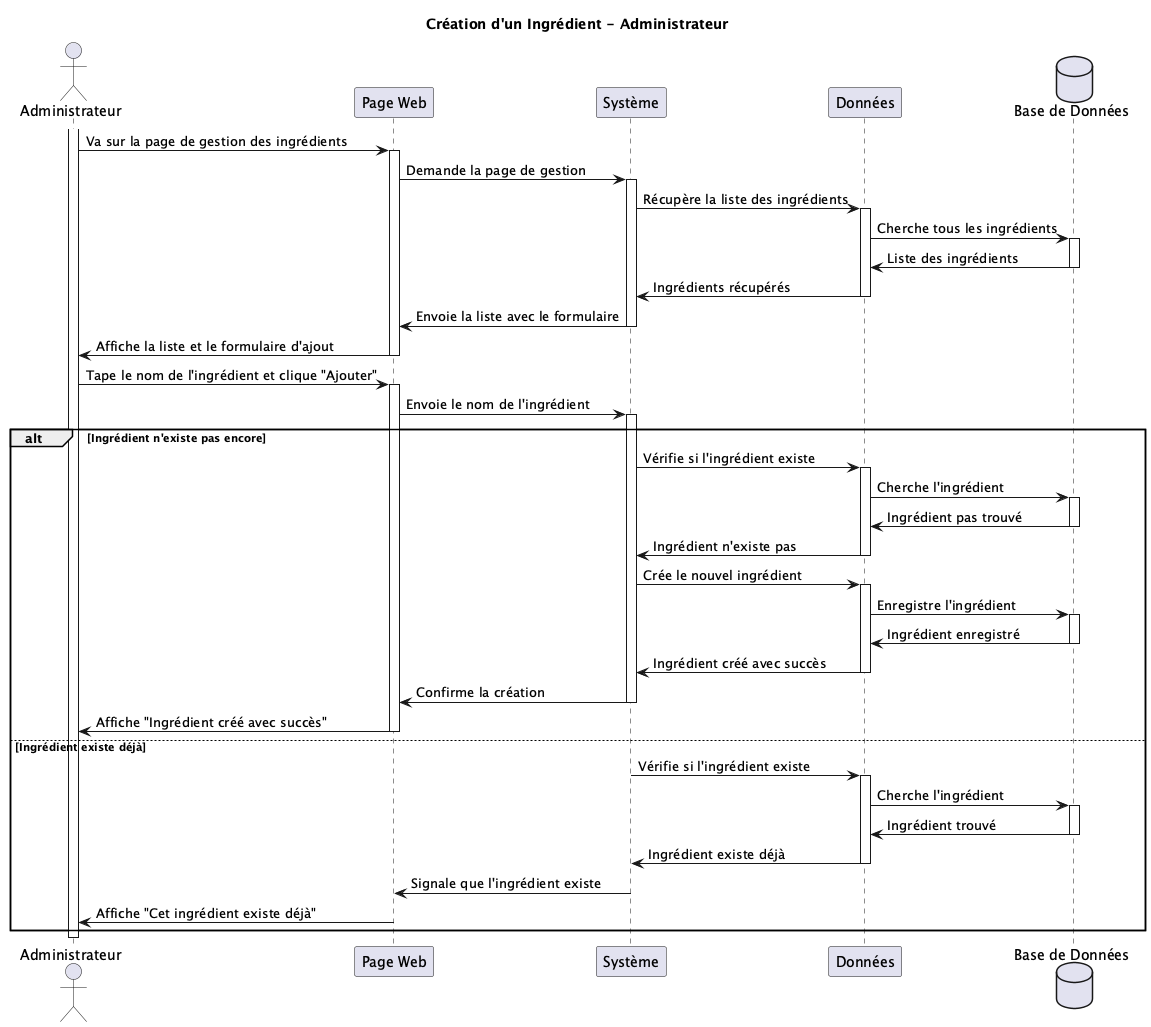 Création d'un Ingrédient - Administrateur
Administrateur
Page Web
Système
Données
Base de Données
Va sur la page de gestion des ingrédients
Demande la page de gestion
Récupère la liste des ingrédients
Cherche tous les ingrédients
Liste des ingrédients
Ingrédients récupérés
Envoie la liste avec le formulaire
Affiche la liste et le formulaire d'ajout
Tape le nom de l'ingrédient et clique "Ajouter"
Envoie le nom de l'ingrédient
alt
[Ingrédient n'existe pas encore]
Vérifie si l'ingrédient existe
Cherche l'ingrédient
Ingrédient pas trouvé
Ingrédient n'existe pas
Crée le nouvel ingrédient
Enregistre l'ingrédient
Ingrédient enregistré
Ingrédient créé avec succès
Confirme la création
Affiche "Ingrédient créé avec succès"
[Ingrédient existe déjà]
Vérifie si l'ingrédient existe
Cherche l'ingrédient
Ingrédient trouvé
Ingrédient existe déjà
Signale que l'ingrédient existe
Affiche "Cet ingrédient existe déjà"
Administrateur
Page Web
Système
Données
Base de Données